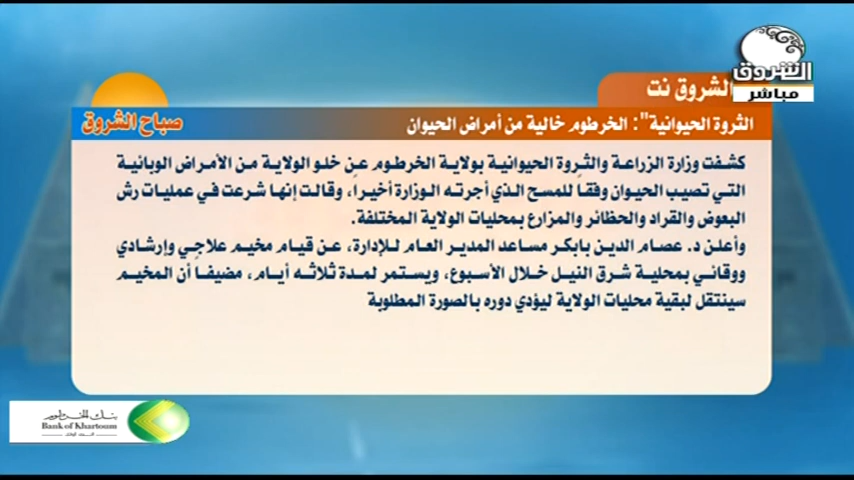 الشروق
مباشر
الشروق نت
الثروة الحيوانية": الخرطوم خالية من أمراض الحيوان
صباح الشروق
كشفت وزارة الزراعة والثروة الحيوانية بولاية الخرطوم عن خلو الولاية من الأمراض الوبائية
التي تصيب الحيوان وفقا للمسح الذي أجرته الوزارة أخيرا، وقالت إنها شرعت في عمليات رش
البعوض والقراد والحظائر والمزارع بمحليات الولاية المختلفة.
وأعلن د. عصام الدين بابكر مساعد المدير العام للإدارة، عن قيام مخيم علاجي وإرشادي
ووقائي بمحلية شرق النيل خلال الأسبوع، ويستمر لمدة ثلاثه أيام، مضيفا أن المخيم
سينتقل لبقية محليات الولاية ليؤدي دوره بالصورة المطلوبة
بنك الخرطوم
Bank of Khartoum